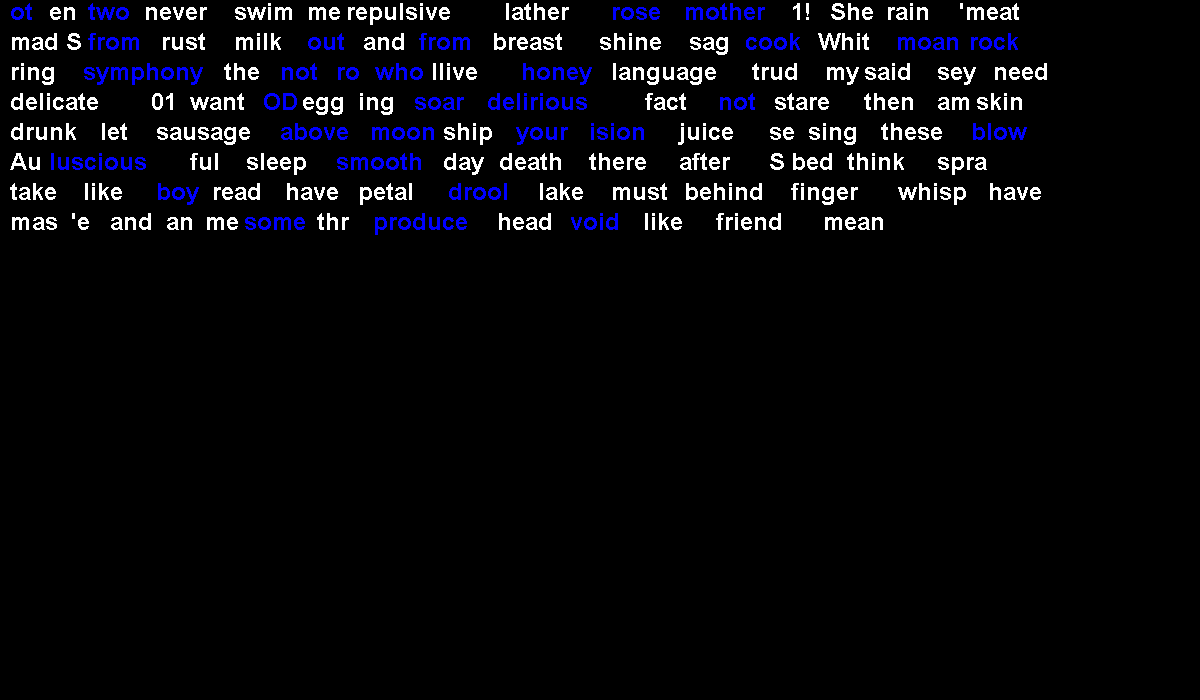 ot en two never swim me repulsive lather rose mother 1! She rain 'meat
mad S from rust milk out and from breast shine sag cook Whit moan rock
ring symphony the not ro who llive honey language trud my said sey need
delicate 01 want OD egg ing soar delirious fact not stare then am skin
drunk let sausage above moon ship your ision juice se sing these blow
Au luscious ful sleep smooth day death there after S bed think spra
take like boy read have petal drool lake must behind finger whisp have
mas 'e and an me some thr produce head void like friend mean